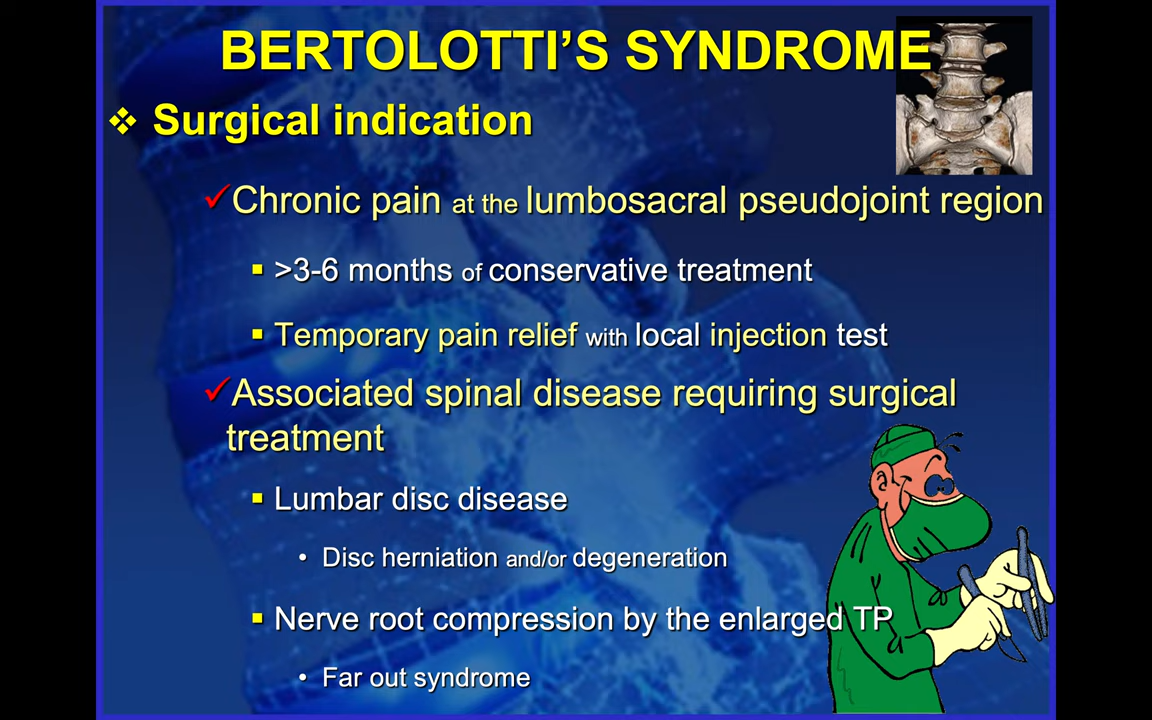 BERTOLOTTI'S SYNDROME
❖ Surgical indication
✓Chronic pain at the lumbosacral pseudojoint region
▪ >3-6 months of conservative treatment
▪ Temporary pain relief with local injection test
✓Associated spinal disease requiring surgical
treatment
▪ Lumbar disc disease
• Disc herniation and/or degeneration
▪ Nerve root compression by the enlarged TP
• Far out syndrome